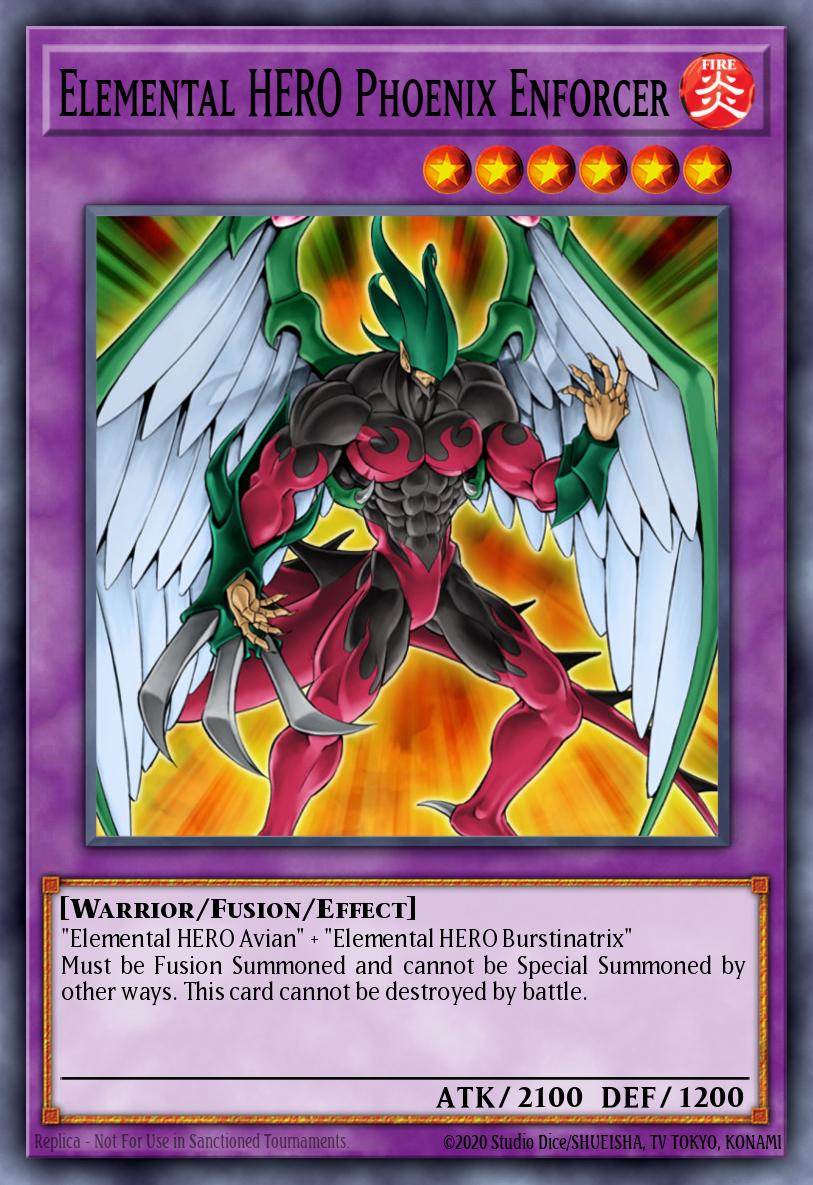 Elemental HERO Phoenix Enforcer
FIRE
炎
[Warrior/Fusion/Effect]
"Elemental HERO Avian" + "Elemental HERO Burstinatrix"
Must be Fusion Summoned and cannot be Special Summoned by
other ways. This card cannot be destroyed by battle.
ATK/2100 DEF/1200
Replica - Not For Use in Sanctioned Tournaments.
©2020 Studio Dice/SHUEISHA, TV TOKYO, KONAMI